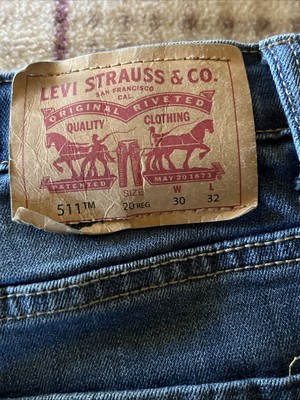 LEVI STRAUSS & CO.
SAN FRANCISCO
CAL.
ORIGINAL RIVETED
QUALITY CLOTHING
PATENTED MAY 20 1873
SIZE W L
511™ 20 REG 30 32